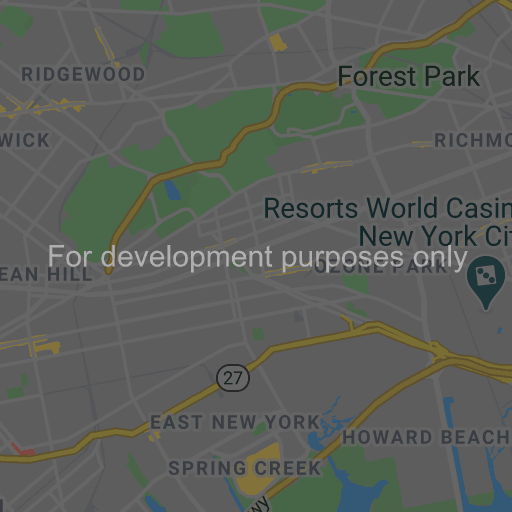 RIDGEWOOD
Forest Park
WICK
RICHMO
Resorts World Casin
New York Cit
For development purposes only
EAN HILL
OZONE PARK
27
EAST NEW YORK
HOWARD BEACH
SPRING CREEK
wy